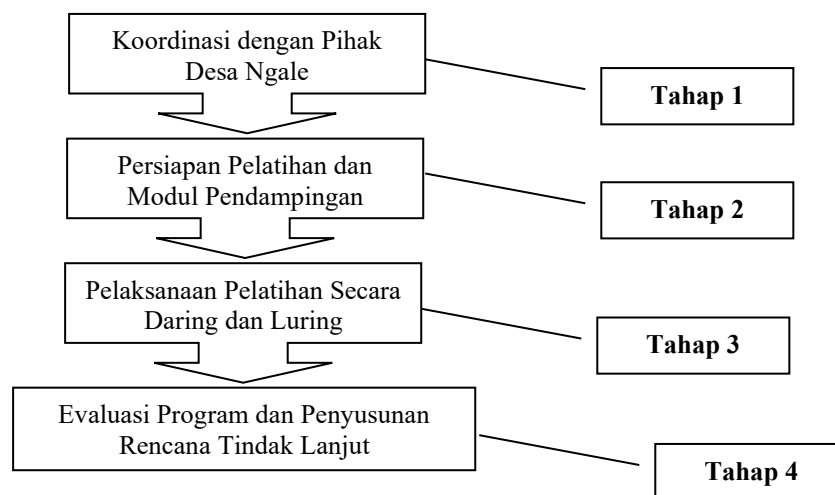 Koordinasi dengan Pihak
Desa Ngale
Tahap 1
Persiapan Pelatihan dan
Modul Pendampingan
Tahap 2
Pelaksanaan Pelatihan Secara
Daring dan Luring
Tahap 3
Evaluasi Program dan Penyusunan
Rencana Tindak Lanjut
Tahap 4